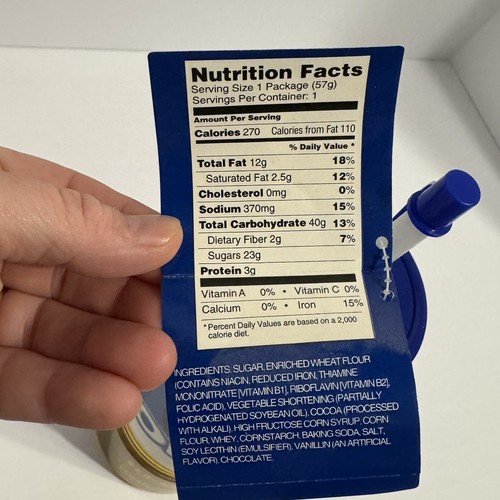 Nutrition Facts
Serving Size 1 Package (57g)
Servings Per Container: 1
Amount Per Serving
Calories 270 Calories from Fat 110
% Daily Value *
Total Fat 12g 18%
Saturated Fat 2.5g 12%
Cholesterol 0mg 0%
Sodium 370mg 15%
Total Carbohydrate 40g 13%
Dietary Fiber 2g 7%
Sugars 23g
Protein 3g
Vitamin A 0% • Vitamin C 0%
Calcium 0% • Iron 15%
*Percent Daily Values are based on a 2,000
calorie diet.
INGREDIENTS, SUGAR, ENRICHED WHEAT FLOUR
(CONTAINS NIACIN, REDUCED IRON, THIAMINE
MONONITRATE [VITAMIN B1], RIBOFLAVIN [VITAMIN B2],
FOLIC ACID), VEGETABLE SHORTENING (PARTIALLY
HYDROGENATED SOYBEAN OIL), COCOA (PROCESSED
WITH ALKALI), HIGH FRUCTOSE CORN SYRUP, CORN
FLOUR, WHEY, CORNSTARCH, BAKING SODA, SALT,
SOY LECITHIN (EMULSIFIER), VANILLIN (AN ARTIFICIAL
FLAVOR), CHOCOLATE.